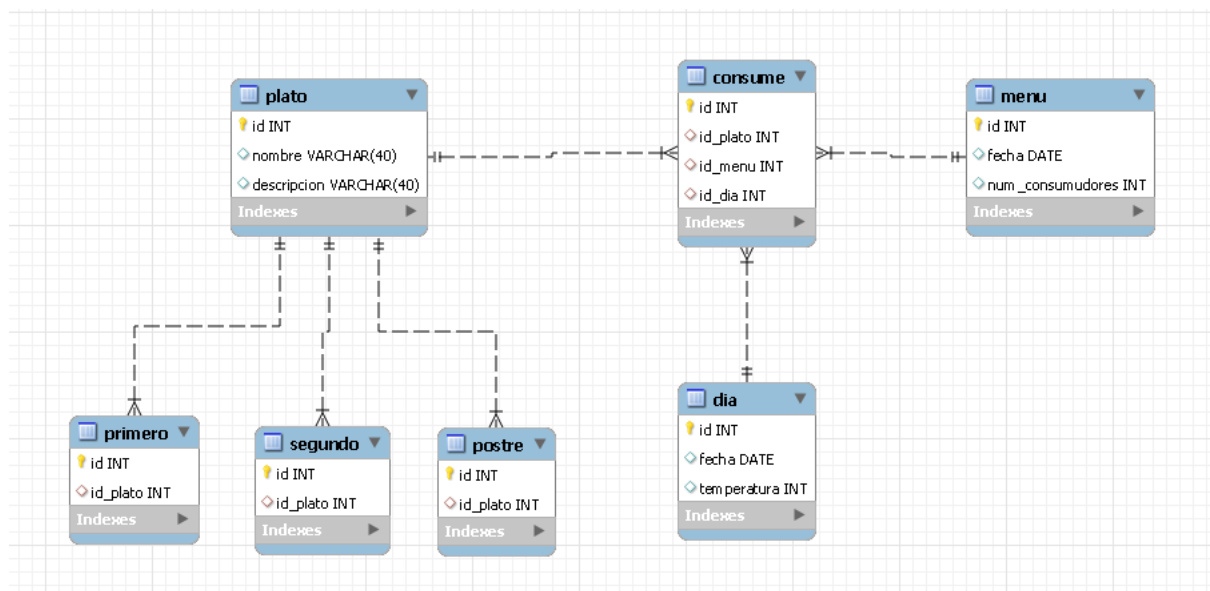 plato
id INT
nombre VARCHAR(40)
descripcion VARCHAR(40)
Indexes
consume
id INT
id_plato INT
id_menu INT
id_dia INT
Indexes
menu
id INT
fecha DATE
num_consumudores INT
Indexes
primero
id INT
id_plato INT
Indexes
segundo
id INT
id_plato INT
Indexes
postre
id INT
id_plato INT
Indexes
dia
id INT
fecha DATE
temperatura INT
Indexes